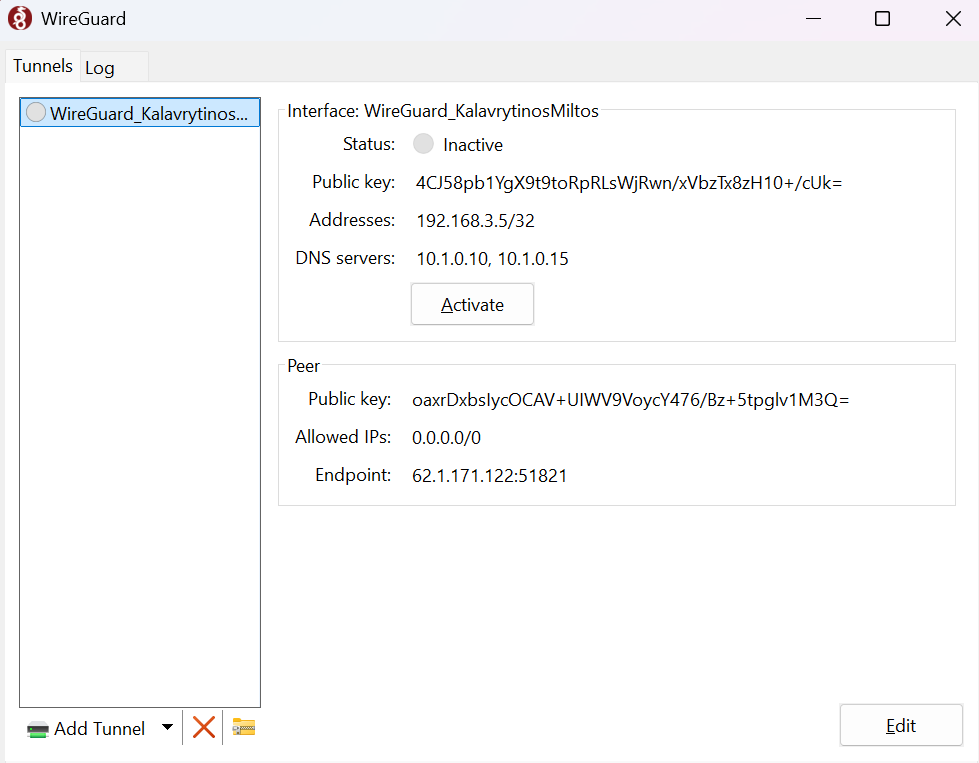 WireGuard
Tunnels
Log
WireGuard_Kalavrytinos...
Interface: WireGuard_KalavrytinosMiltos
Status: Inactive
Public key: 4CJ58pb1YgX9t9toRpRLsWjRwn/xVbzTx8zH10+/cUk=
Addresses: 192.168.3.5/32
DNS servers: 10.1.0.10, 10.1.0.15
Activate
Peer
Public key: oaxrDxbsIycOCAV+UIWV9VoycY476/Bz+5tpglv1M3Q=
Allowed IPs: 0.0.0.0/0
Endpoint: 62.1.171.122:51821
Add Tunnel
Edit